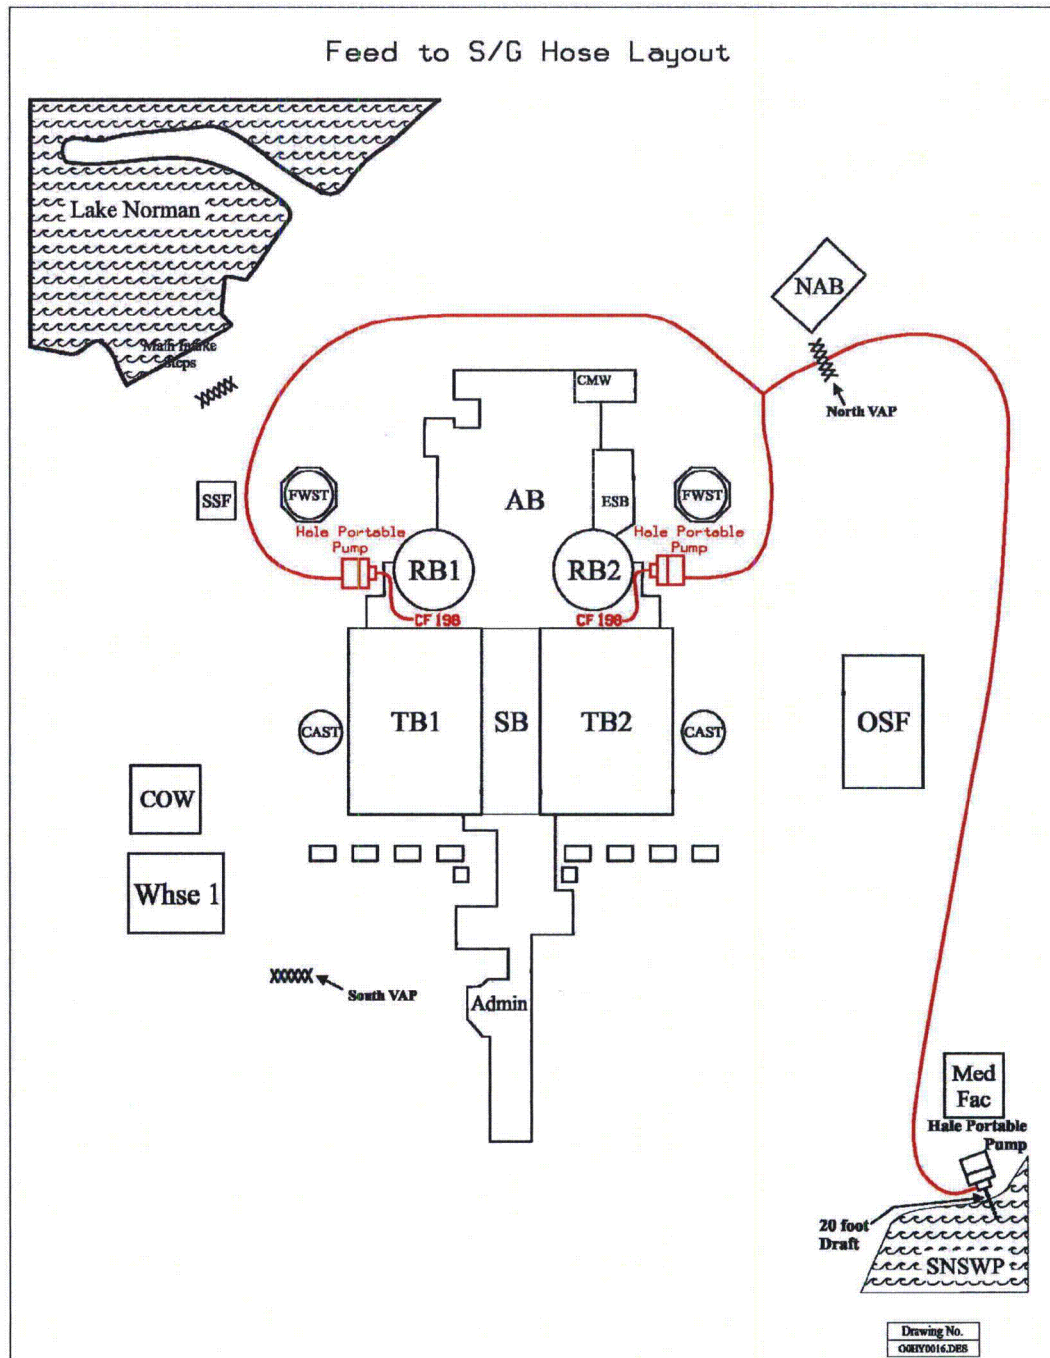 Feed to S/G Hose Layout
Lake Norman
Main Intake
Steps
NAB
North VAP
CMW
SSF
FWST
AB
ESB
FWST
Hale Portable
Pump
Hale Portable
Pump
RB1
RB2
CF 198
CF 198
TB1
SB
TB2
CAST
CAST
OSF
COW
Whse 1
South VAP
Admin
Med
Fac
Hale Portable
Pump
20 foot
Draft
SNSWP
Drawing No.